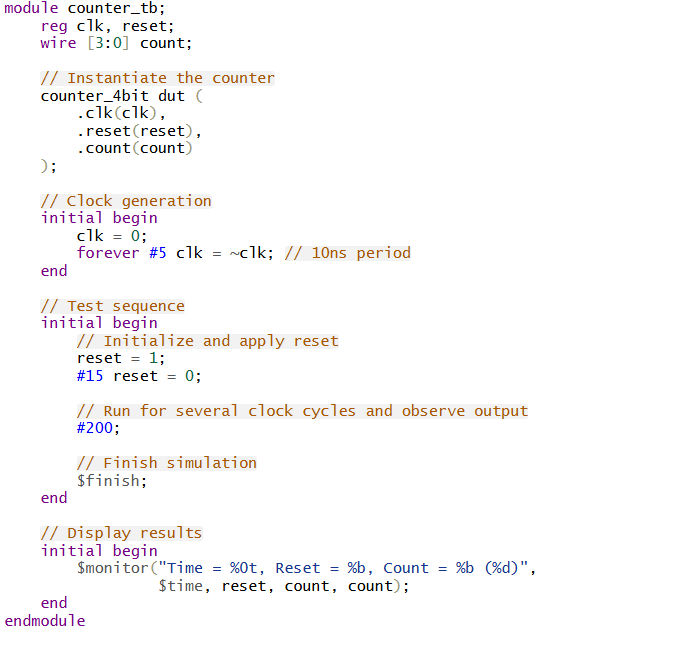 module counter_tb;
    reg clk, reset;
    wire [3:0] count;

    // Instantiate the counter
    counter_4bit dut (
        .clk(clk),
        .reset(reset),
        .count(count)
    );

    // Clock generation
    initial begin
        clk = 0;
        forever #5 clk = ~clk; // 10ns period
    end

    // Test sequence
    initial begin
        // Initialize and apply reset
        reset = 1;
        #15 reset = 0;

        // Run for several clock cycles and observe output
        #200;

        // Finish simulation
        $finish;
    end

    // Display results
    initial begin
        $monitor("Time = %0t, Reset = %b, Count = %b (%d)",
                 $time, reset, count, count);
    end
endmodule